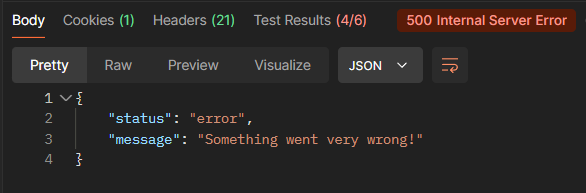 Body Cookies (1) Headers (21) Test Results (4/6) 500 Internal Server Error
Pretty Raw Preview Visualize JSON
1 {
2 "status": "error",
3 "message": "Something went very wrong!"
4 }